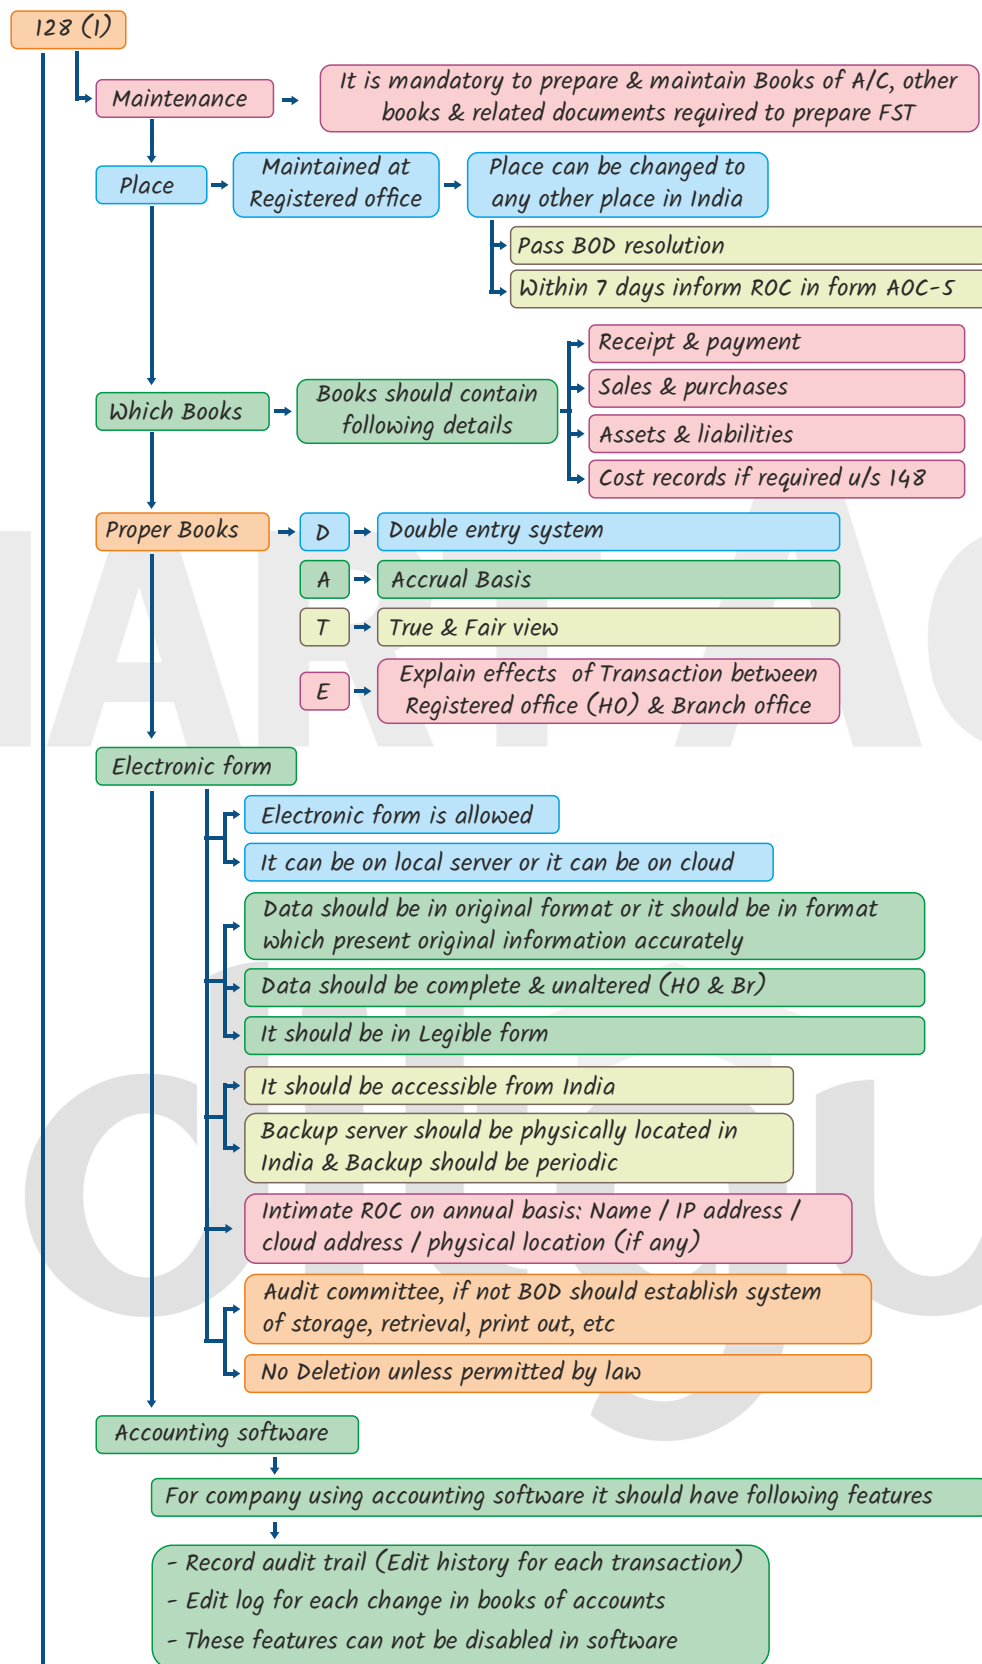 128 (1)
Maintenance
It is mandatory to prepare & maintain Books of A/C, other
books & related documents required to prepare FST
Place
Maintained at
Registered office
Place can be changed to
any other place in India
Pass BOD resolution
Within 7 days inform ROC in form AOC-5
Which Books
Books should contain
following details
Receipt & payment
Sales & purchases
Assets & liabilities
Cost records if required u/s 148
Proper Books
D
Double entry system
A
Accrual Basis
T
True & Fair view
E
Explain effects of Transaction between
Registered office (HO) & Branch office
Electronic form
Electronic form is allowed
It can be on local server or it can be on cloud
Data should be in original format or it should be in format
which present original information accurately
Data should be complete & unaltered (HO & Br)
It should be in Legible form
It should be accessible from India
Backup server should be physically located in
India & Backup should be periodic
Intimate ROC on annual basis: Name / IP address /
cloud address / physical location (if any)
Audit committee, if not BOD should establish system
of storage, retrieval, print out, etc
No Deletion unless permitted by law
Accounting software
For company using accounting software it should have following features
- Record audit trail (Edit history for each transaction)
- Edit log for each change in books of accounts
- These features can not be disabled in software